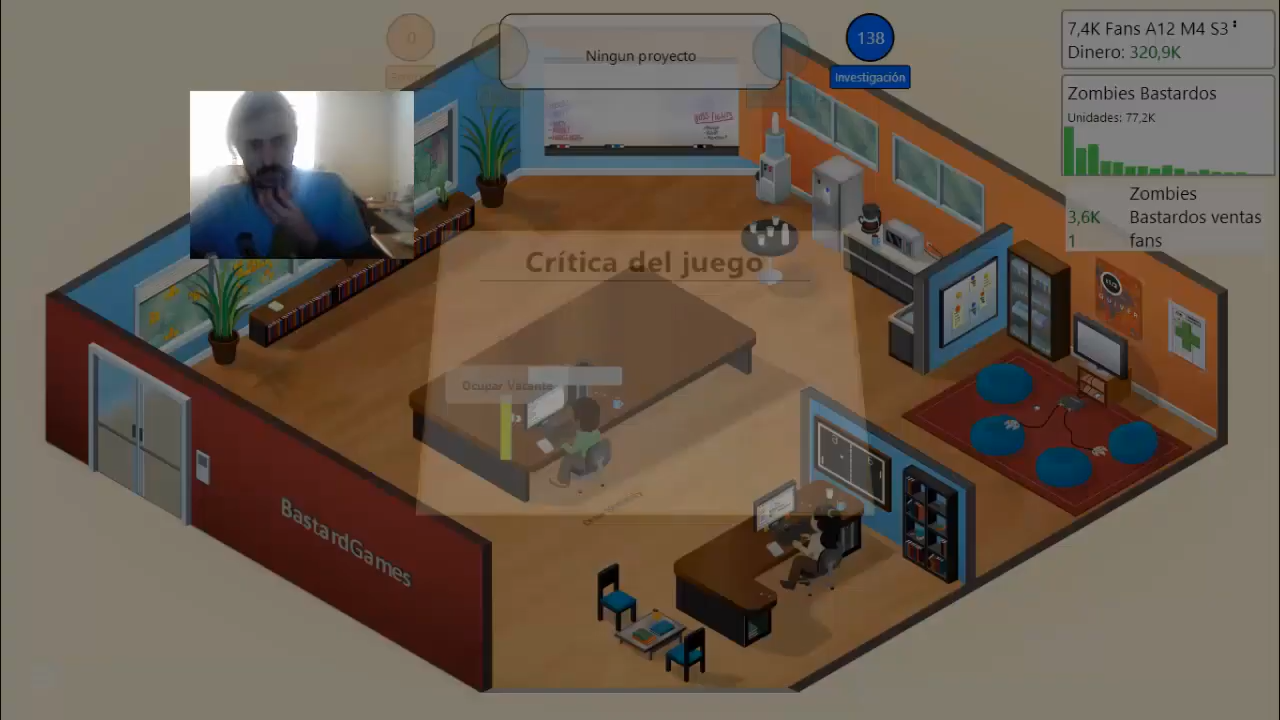 0
Ningun proyecto
138
Investigación
7,4K Fans A12 M4 S3
Dinero: 320,9K
Zombies Bastardos
Unidades: 77,2K
3,6K Zombies Bastardos ventas
1 fans
Crítica del juego
Ocupar Vacante
BastardGames